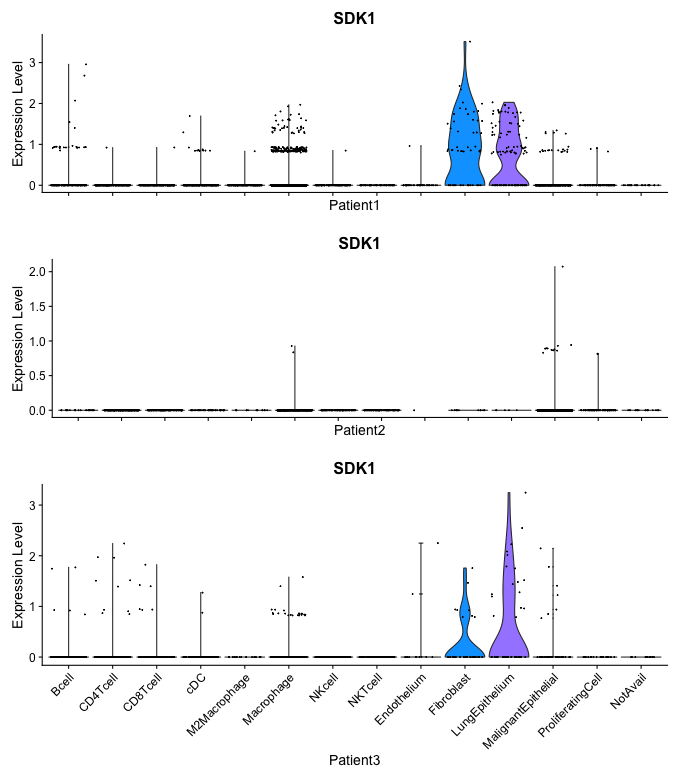 SDK1
Expression Level
3
2
1
0
Patient1
SDK1
Expression Level
2.0
1.5
1.0
0.5
0.0
Patient2
SDK1
Expression Level
3
2
1
0
Bcell
CD4Tcell
CD8Tcell
cDC
M2Macrophage
Macrophage
NKcell
NKTcell
Endothelium
Fibroblast
LungEpithelium
MalignantEpithelial
ProliferatingCell
NotAvail
Patient3